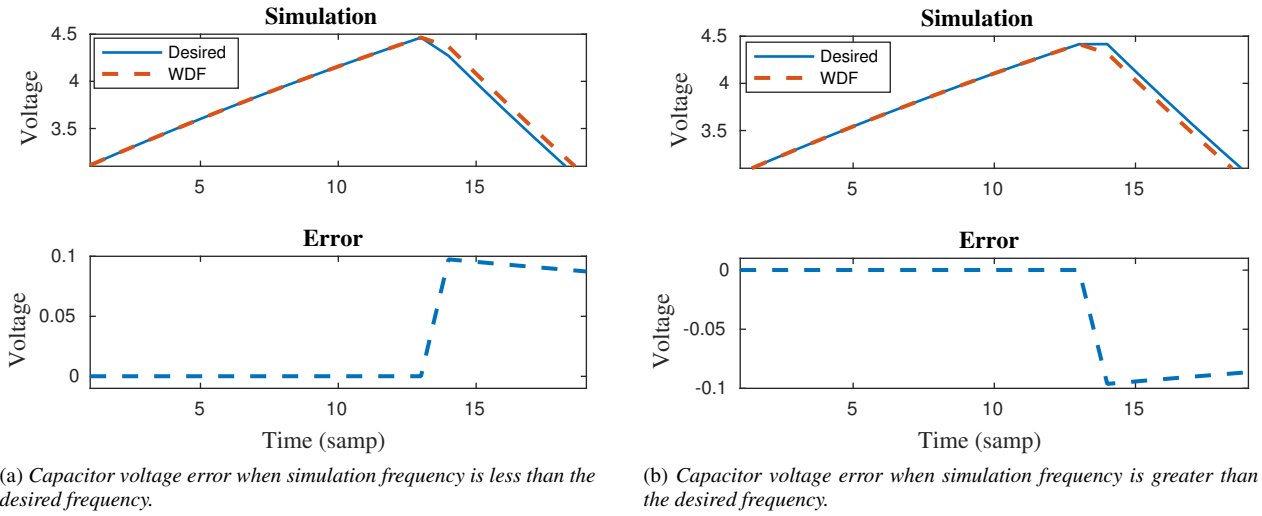 Simulation
4.5
4
3.5
Voltage
Desired
WDF
5
10
15
Error
0.1
0.05
0
Voltage
5
10
15
Time (samp)
(a) Capacitor voltage error when simulation frequency is less than the
desired frequency.
Simulation
4.5
4
3.5
Voltage
Desired
WDF
5
10
15
Error
0
-0.05
-0.1
Voltage
5
10
15
Time (samp)
(b) Capacitor voltage error when simulation frequency is greater than
the desired frequency.